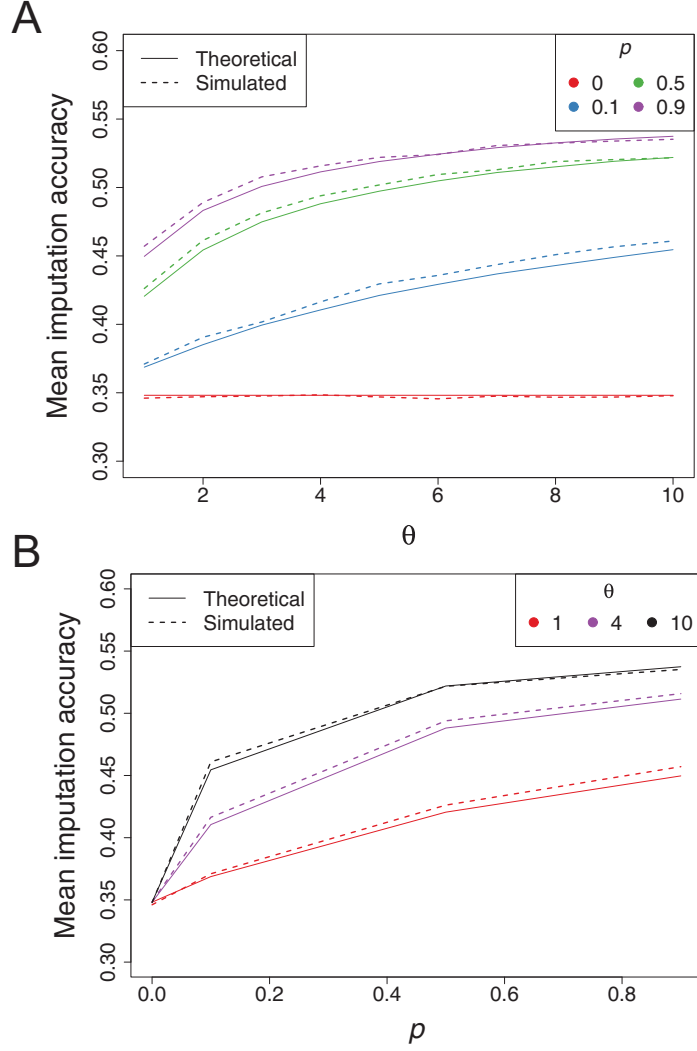 A
Theoretical
Simulated
p
0 0.5
0.1 0.9
Mean imputation accuracy
0.60
0.55
0.50
0.45
0.40
0.35
0.30
2 4 6 8 10
θ
B
Theoretical
Simulated
θ
1 4 10
Mean imputation accuracy
0.60
0.55
0.50
0.45
0.40
0.35
0.30
0.0 0.2 0.4 0.6 0.8
p